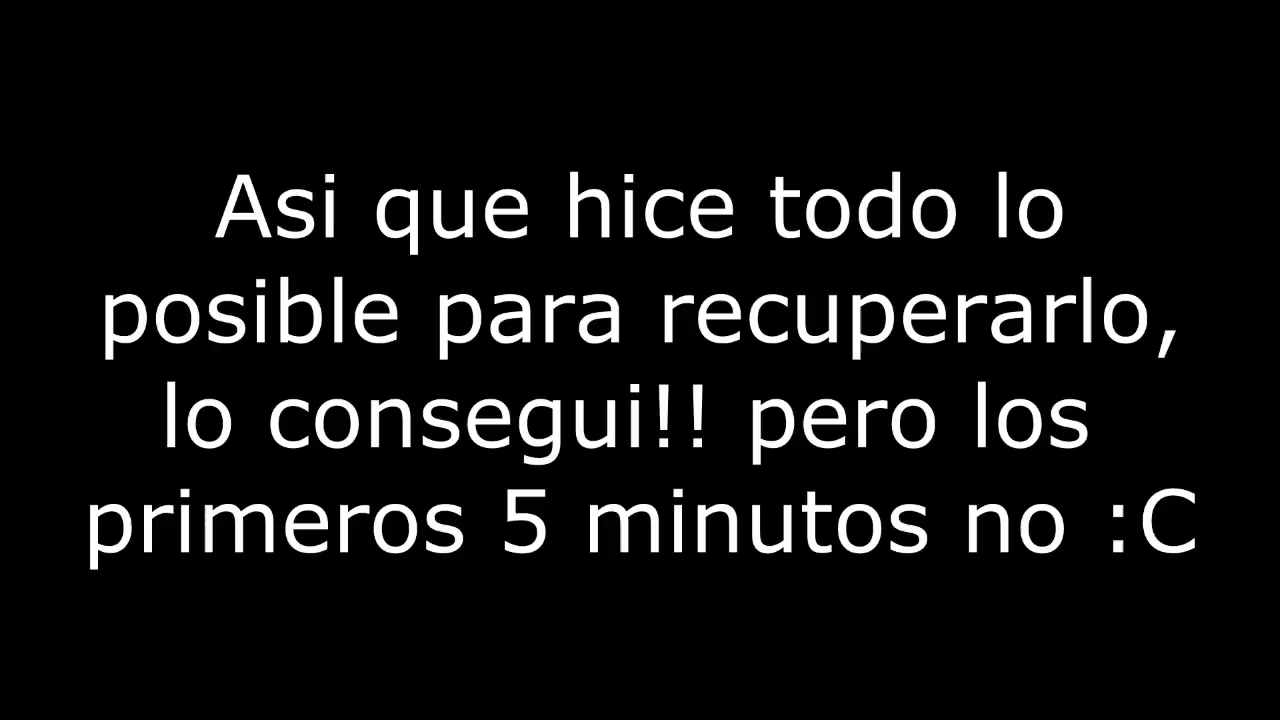 Asi que hice todo lo
posible para recuperarlo,
lo consegui!! pero los
primeros 5 minutos no :C